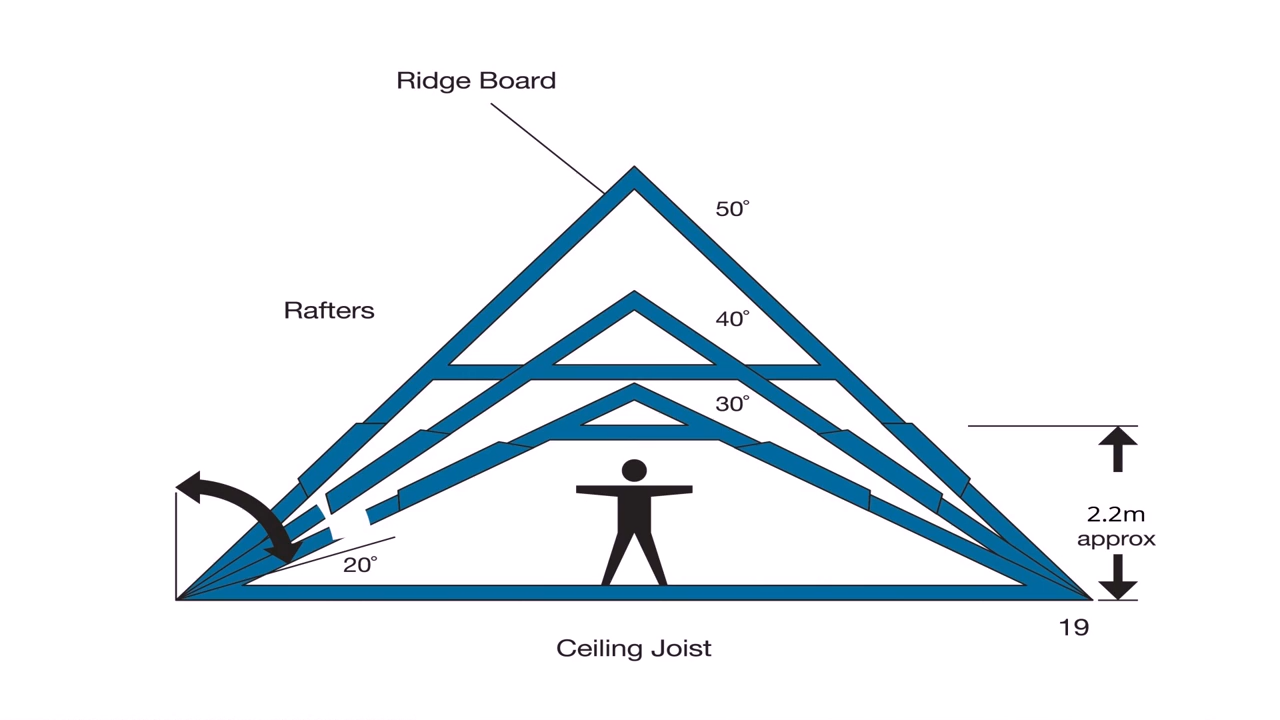 Ridge Board
50°
Rafters
40°
30°
2.2m
approx
20°
19
Ceiling Joist